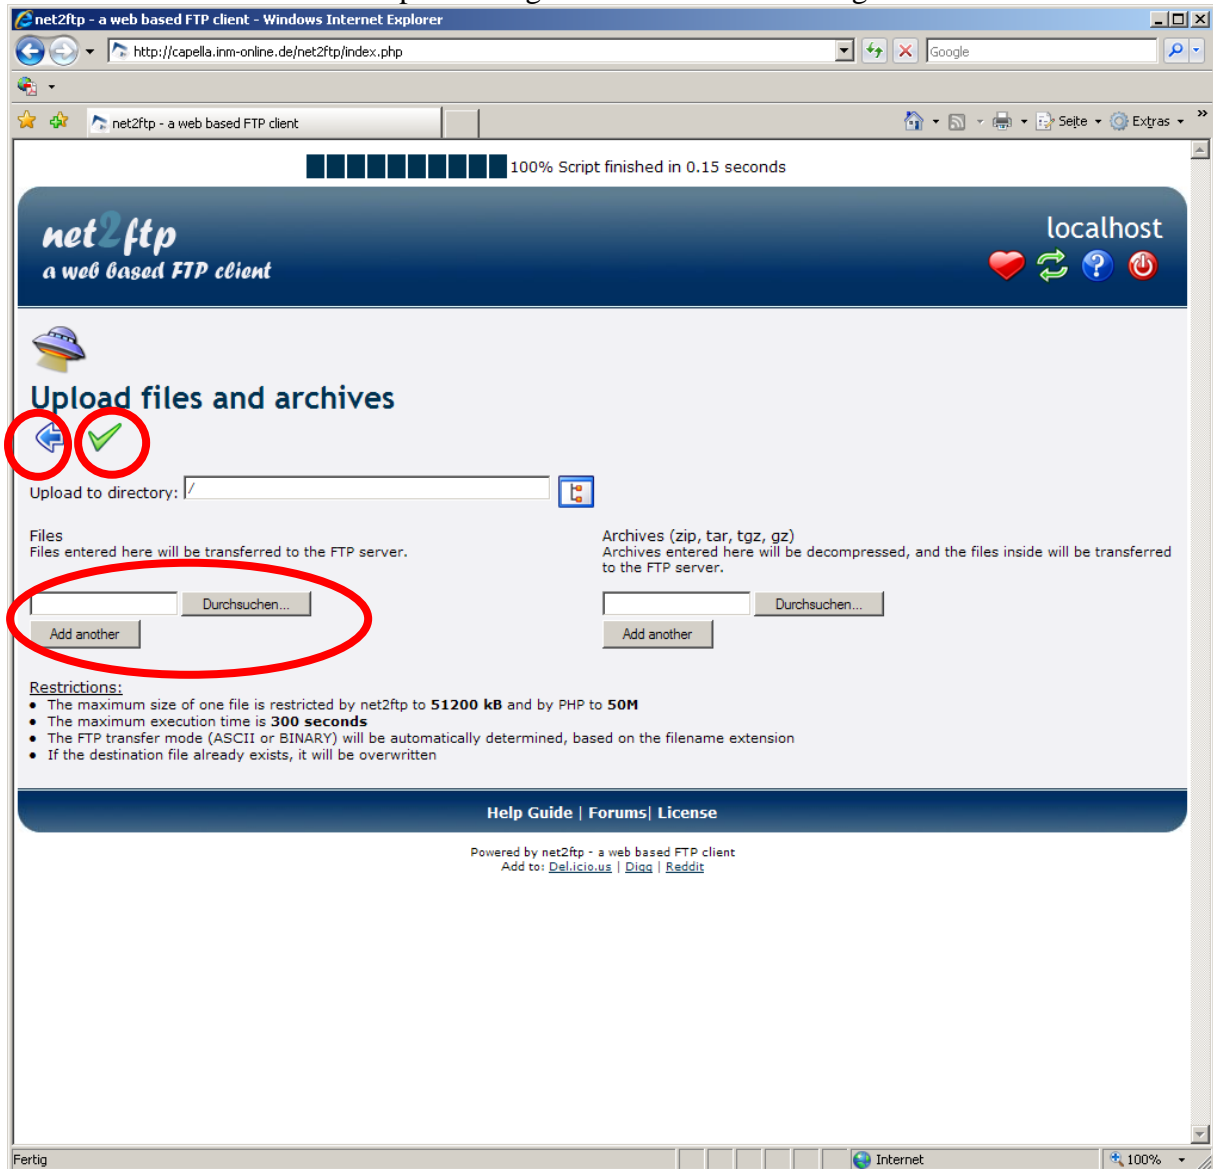 net2ftp - a web based FTP client - Windows Internet Explorer
http://capella.inm-online.de/net2ftp/index.php
Google
net2ftp - a web based FTP client
Seite
Extras
»
100% Script finished in 0.15 seconds
net2ftp
a web based FTP client
localhost
Upload files and archives
Upload to directory: /
Files
Files entered here will be transferred to the FTP server.
Durchsuchen...
Add another
Archives (zip, tar, tgz, gz)
Archives entered here will be decompressed, and the files inside will be transferred
to the FTP server.
Durchsuchen...
Add another
Restrictions:
• The maximum size of one file is restricted by net2ftp to 51200 kB and by PHP to 50M
• The maximum execution time is 300 seconds
• The FTP transfer mode (ASCII or BINARY) will be automatically determined, based on the filename extension
• If the destination file already exists, it will be overwritten
Help Guide | Forums| License
Powered by net2ftp - a web based FTP client
Add to: Del.icio.us | Digg | Reddit
Fertig
Internet
100%